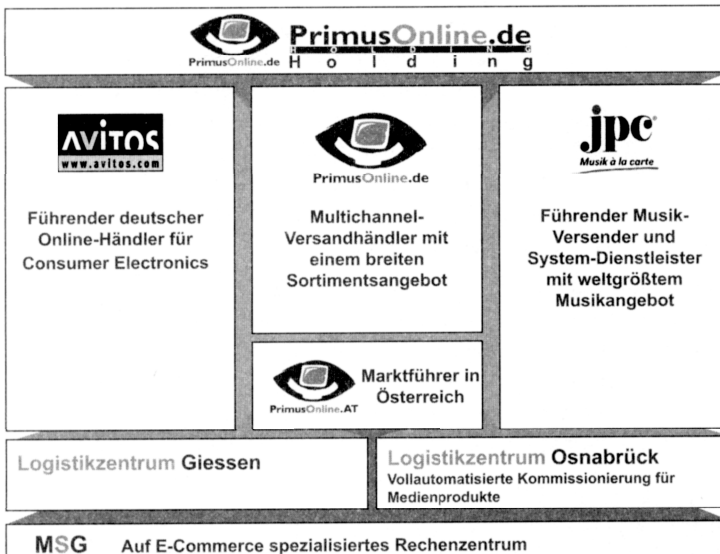 PrimusOnline.de
PrimusOnline.de
HOLDING
Holding
AVITOS
www.avitos.com
Führender deutscher
Online-Händler für
Consumer Electronics
PrimusOnline.de
Multichannel-
Versandhändler mit
einem breiten
Sortimentsangebot
jpc
Musik à la carte
Führender Musik-
Versender und
System-Dienstleister
mit weltgrößtem
Musikangebot
PrimusOnline.AT
Marktführer in
Österreich
Logistikzentrum Giessen
Logistikzentrum Osnabrück
Vollautomatisierte Kommissionierung für
Medienprodukte
MSG Auf E-Commerce spezialisiertes Rechenzentrum